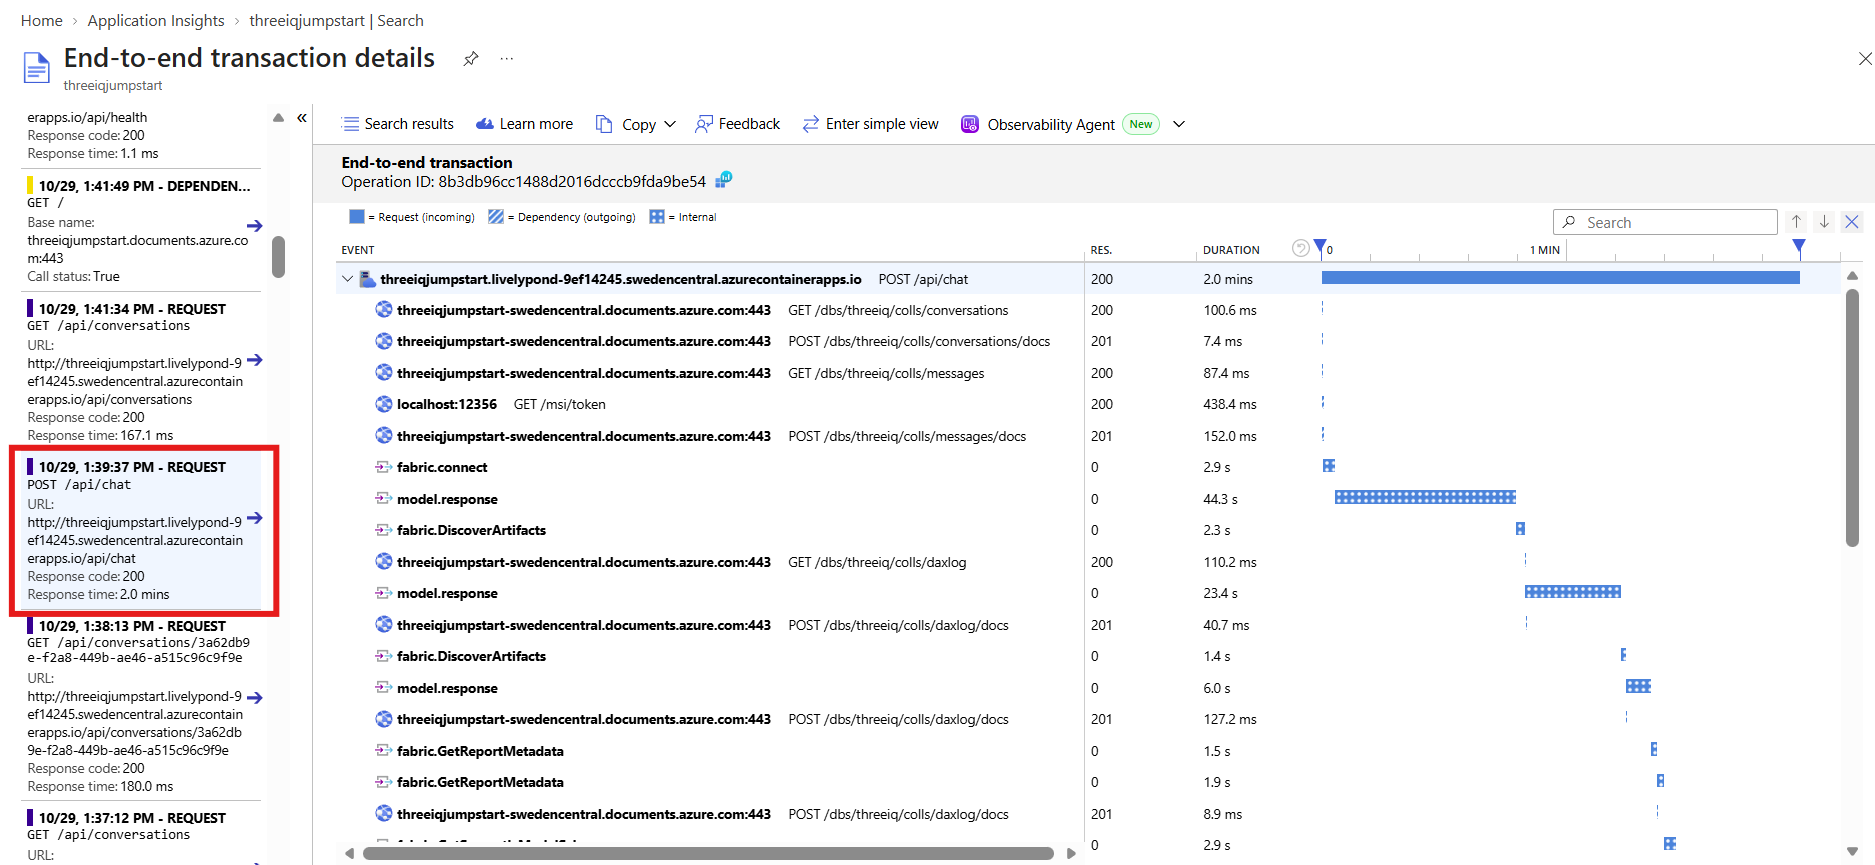 Home > Application Insights > threeiqjumpstart | Search
End-to-end transaction details
threeiqjumpstart
erapps.io/api/health
Response code: 200
Response time: 1.1 ms
10/29, 1:41:49 PM - DEPENDEN...
GET /
Base name:
threeiqjumpstart.documents.azure.co
m:443
Call status: True
10/29, 1:41:34 PM - REQUEST
GET /api/conversations
URL:
http://threeiqjumpstart.livelypond-9
ef14245.swedencentral.azurecontain
erapps.io/api/conversations
Response code: 200
Response time: 167.1 ms
10/29, 1:39:37 PM - REQUEST
POST /api/chat
URL:
http://threeiqjumpstart.livelypond-9
ef14245.swedencentral.azurecontain
erapps.io/api/chat
Response code: 200
Response time: 2.0 mins
10/29, 1:38:13 PM - REQUEST
GET /api/conversations/3a62db9
e-f2a8-449b-ae46-a515c96c9f9e
URL:
http://threeiqjumpstart.livelypond-9
ef14245.swedencentral.azurecontain
erapps.io/api/conversations/3a62db
9e-f2a8-449b-ae46-a515c96c9f9e
Response code: 200
Response time: 180.0 ms
10/29, 1:37:12 PM - REQUEST
GET /api/conversations
URL:
Search results Learn more Copy Feedback Enter simple view Observability Agent New
End-to-end transaction
Operation ID: 8b3db96cc1488d2016dcccb9fda9be54
= Request (incoming) = Dependency (outgoing) = Internal
Search
EVENT RES. DURATION 0 1 MIN
threeiqjumpstart.livelypond-9ef14245.swedencentral.azurecontainerapps.io POST /api/chat 200 2.0 mins
threeiqjumpstart-swedencentral.documents.azure.com:443 GET /dbs/threeiq/colls/conversations 200 100.6 ms
threeiqjumpstart-swedencentral.documents.azure.com:443 POST /dbs/threeiq/colls/conversations/docs 201 7.4 ms
threeiqjumpstart-swedencentral.documents.azure.com:443 GET /dbs/threeiq/colls/messages 200 87.4 ms
localhost:12356 GET /msi/token 200 438.4 ms
threeiqjumpstart-swedencentral.documents.azure.com:443 POST /dbs/threeiq/colls/messages/docs 201 152.0 ms
fabric.connect 0 2.9 s
model.response 0 44.3 s
fabric.DiscoverArtifacts 0 2.3 s
threeiqjumpstart-swedencentral.documents.azure.com:443 GET /dbs/threeiq/colls/daxlog 200 110.2 ms
model.response 0 23.4 s
threeiqjumpstart-swedencentral.documents.azure.com:443 POST /dbs/threeiq/colls/daxlog/docs 201 40.7 ms
fabric.DiscoverArtifacts 0 1.4 s
model.response 0 6.0 s
threeiqjumpstart-swedencentral.documents.azure.com:443 POST /dbs/threeiq/colls/daxlog/docs 201 127.2 ms
fabric.GetReportMetadata 0 1.5 s
fabric.GetReportMetadata 0 1.9 s
threeiqjumpstart-swedencentral.documents.azure.com:443 POST /dbs/threeiq/colls/daxlog/docs 201 8.9 ms
0 2.9 s